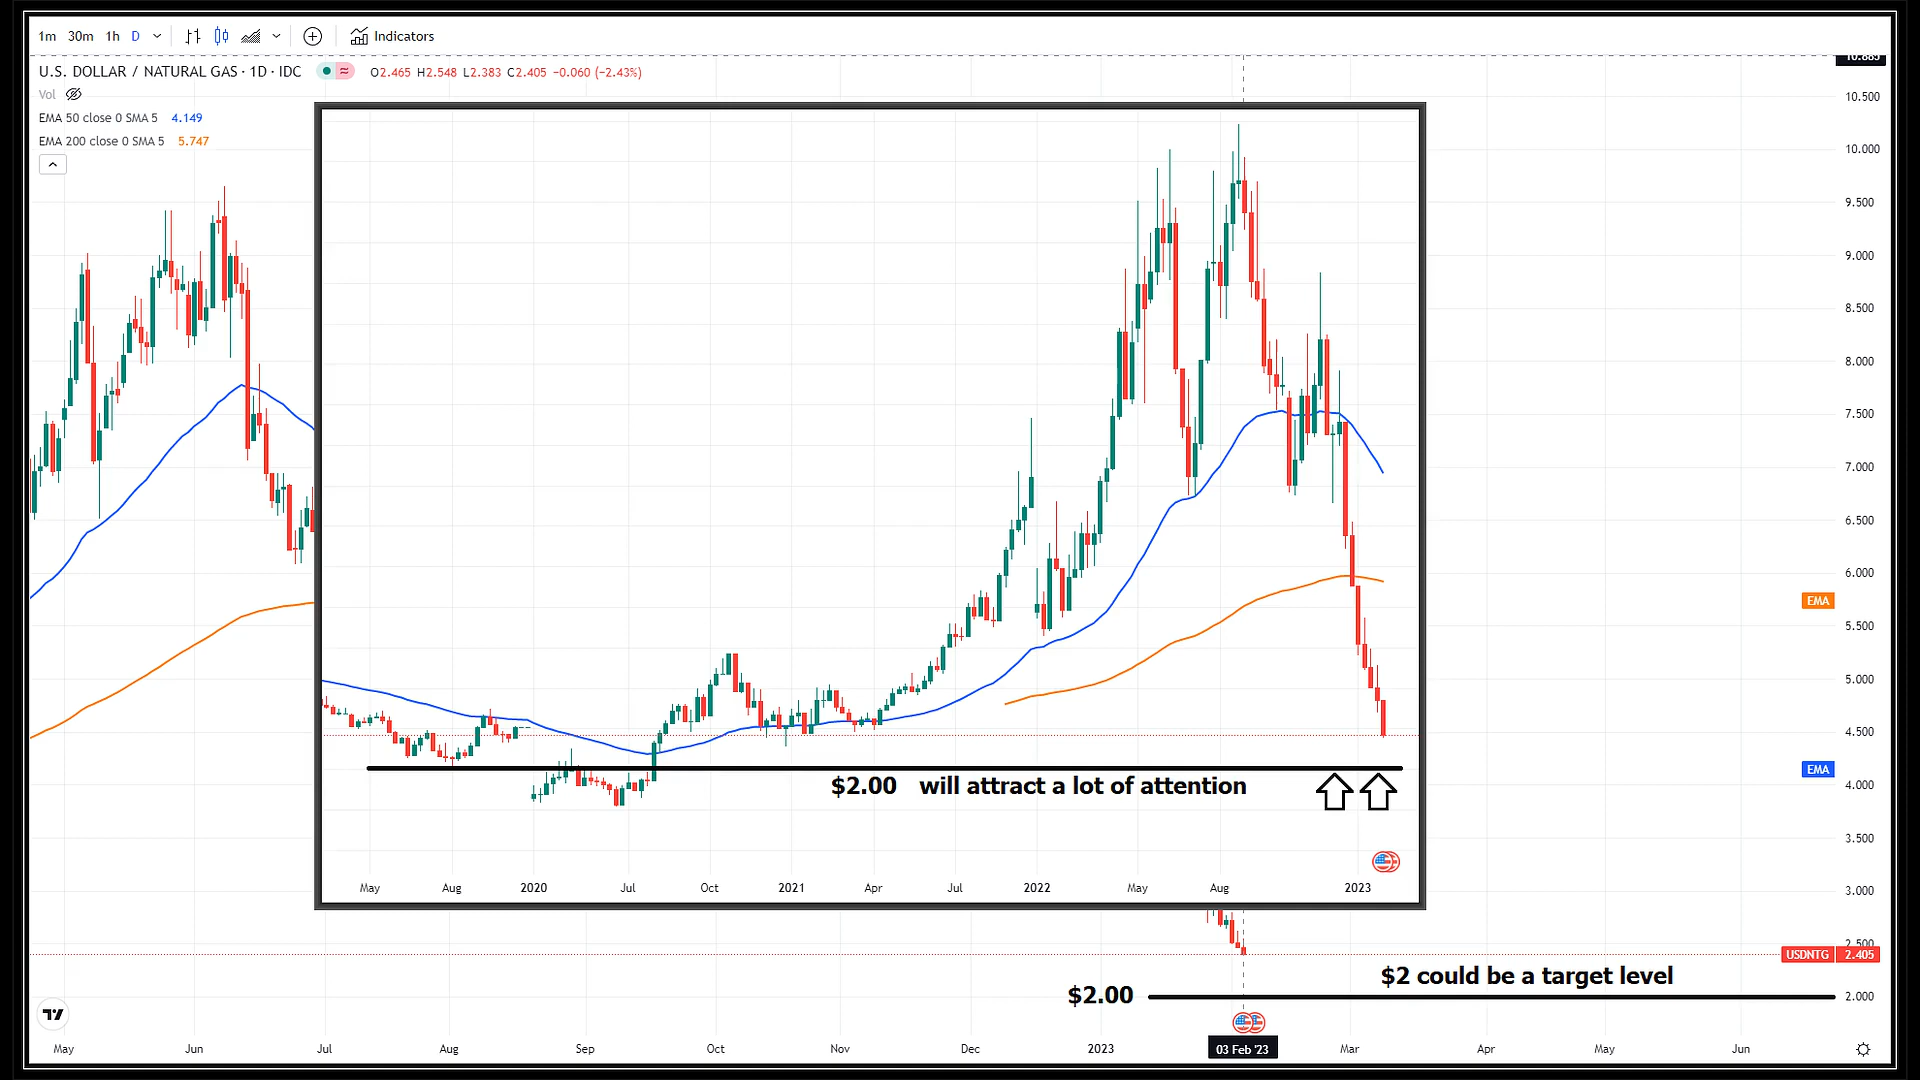 1m 30m 1h D Indicators
U.S. DOLLAR / NATURAL GAS · 1D · IDC O2.465 H2.548 L2.383 C2.405 −0.060 (−2.43%)
Vol
EMA 50 close 0 SMA 5 4.149
EMA 200 close 0 SMA 5 5.747
10.885
10.500
10.000
9.500
9.000
8.500
8.000
7.500
7.000
6.500
6.000
EMA
5.500
5.000
4.500
EMA
4.000
3.500
3.000
2.500
USDNTG 2.405
2.000
$2.00 will attract a lot of attention
May Aug 2020 Jul Oct 2021 Apr Jul 2022 May Aug 2023
$2 could be a target level
$2.00
May Jun Jul Aug Sep Oct Nov Dec 2023 03 Feb '23 Mar Apr May Jun